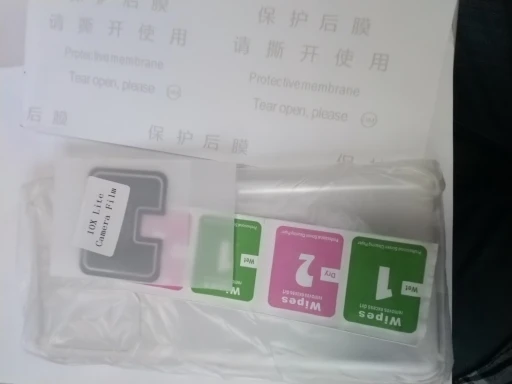 保护后膜
保护后膜
请撕开使用
请撕开使用
Protective membrane
Tear open, please
Protective membrane
Tear open, please
后膜
保护后膜
10X Lite
Camera Film
Wet
Wipes
2
Dry
Wipes
1
Wet
Wipes